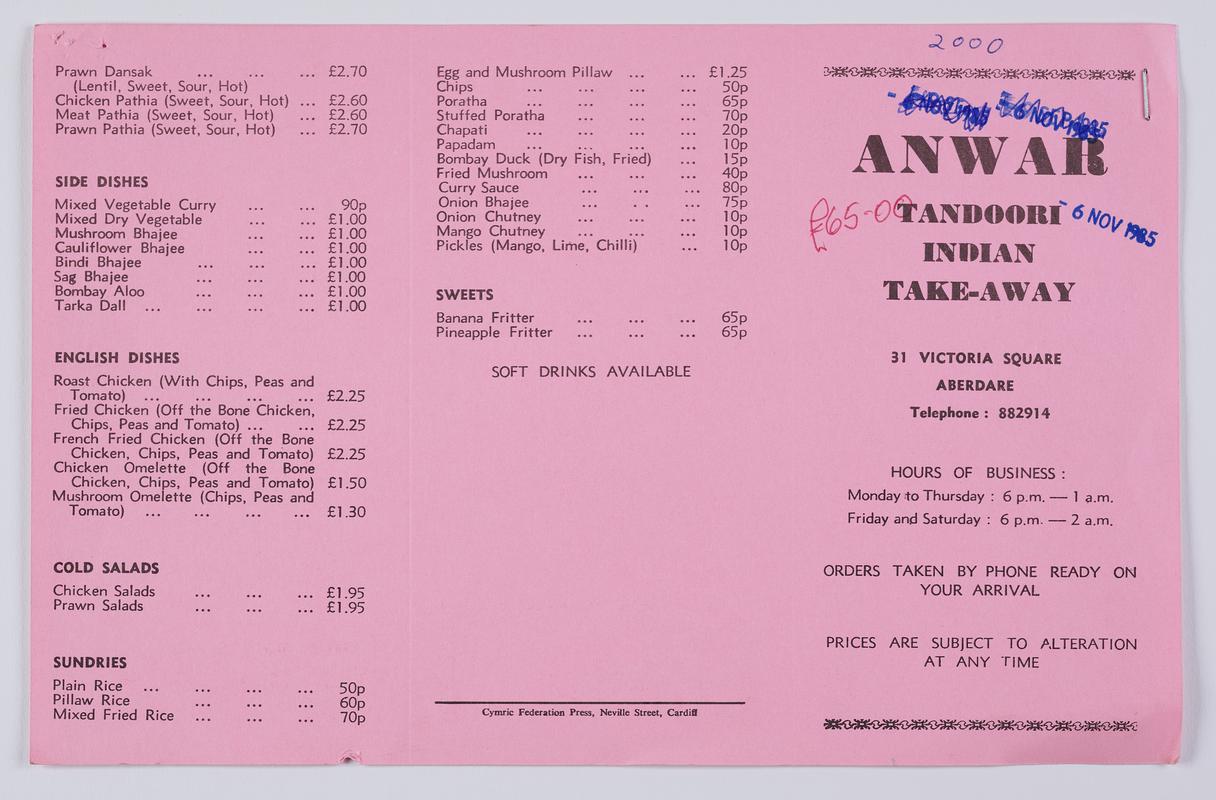 Prawn Dansak ... ... ... £2.70
(Lentil, Sweet, Sour, Hot)
Chicken Pathia (Sweet, Sour, Hot) ... £2.60
Meat Pathia (Sweet, Sour, Hot) ... £2.60
Prawn Pathia (Sweet, Sour, Hot) ... £2.70
SIDE DISHES
Mixed Vegetable Curry ... ... 90p
Mixed Dry Vegetable ... ... £1.00
Mushroom Bhajee ... ... £1.00
Cauliflower Bhajee ... ... £1.00
Bindi Bhajee ... ... ... £1.00
Sag Bhajee ... ... ... £1.00
Bombay Aloo ... ... ... £1.00
Tarka Dall ... ... ... ... £1.00
ENGLISH DISHES
Roast Chicken (With Chips, Peas and
Tomato) ... ... ... ... £2.25
Fried Chicken (Off the Bone Chicken,
Chips, Peas and Tomato) ... ... £2.25
French Fried Chicken (Off the Bone
Chicken, Chips, Peas and Tomato) £2.25
Chicken Omelette (Off the Bone
Chicken, Chips, Peas and Tomato) £1.50
Mushroom Omelette (Chips, Peas and
Tomato) ... ... ... ... £1.30
COLD SALADS
Chicken Salads ... ... ... £1.95
Prawn Salads ... ... ... £1.95
SUNDRIES
Plain Rice ... ... ... ... 50p
Pillaw Rice ... ... ... 60p
Mixed Fried Rice ... ... ... 70p
Egg and Mushroom Pillaw ... ... £1.25
Chips ... ... ... ... 50p
Poratha ... ... ... 65p
Stuffed Poratha ... ... ... 70p
Chapati ... ... ... 20p
Papadam ... ... ... 10p
Bombay Duck (Dry Fish, Fried) ... 15p
Fried Mushroom ... ... ... 40p
Curry Sauce ... ... ... 80p
Onion Bhajee ... .. ... 75p
Onion Chutney ... ... ... 10p
Mango Chutney ... ... ... 10p
Pickles (Mango, Lime, Chilli) ... 10p
SWEETS
Banana Fritter ... ... ... 65p
Pineapple Fritter ... ... ... 65p
SOFT DRINKS AVAILABLE
Cymric Federation Press, Neville Street, Cardiff
2000
- 6 NOV 1985
ANWAR
£65-00
TANDOORI
- 6 NOV 1985
INDIAN
TAKE-AWAY
31 VICTORIA SQUARE
ABERDARE
Telephone : 882914
HOURS OF BUSINESS :
Monday to Thursday : 6 p.m. — 1 a.m.
Friday and Saturday : 6 p.m. — 2 a.m.
ORDERS TAKEN BY PHONE READY ON
YOUR ARRIVAL
PRICES ARE SUBJECT TO ALTERATION
AT ANY TIME